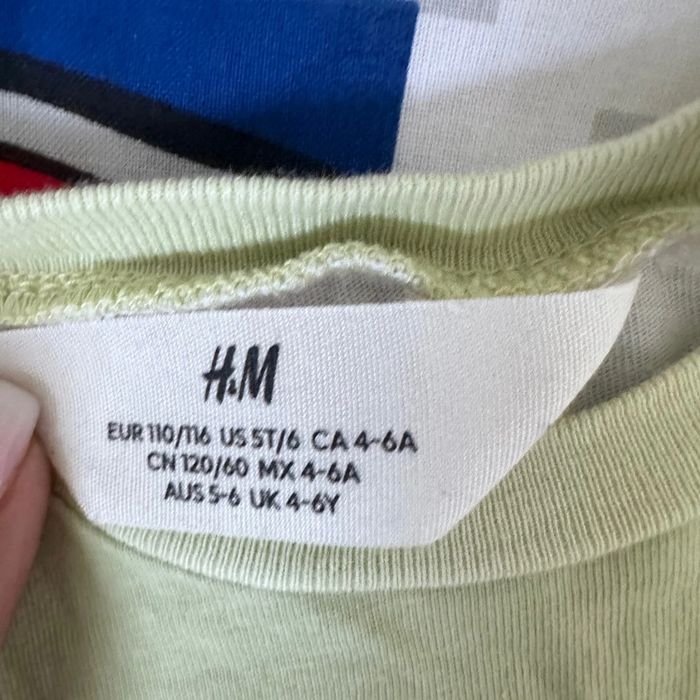 H&M
EUR 110/116 US 5T/6 CA 4-6A
CN 120/60 MX 4-6A
AUS 5-6 UK 4-6Y